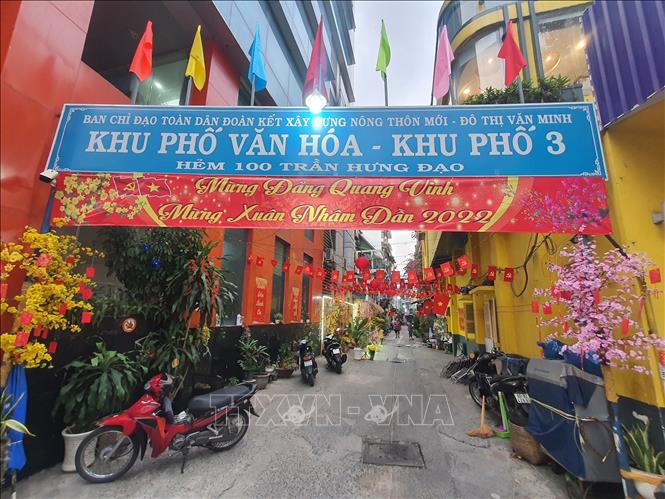 BAN CHỈ ĐẠO TOÀN DÂN ĐOÀN KẾT XÂY DỰNG NÔNG THÔN MỚI - ĐÔ THỊ VĂN MINH
KHU PHỐ VĂN HÓA - KHU PHỐ 3
HẺM 100 TRẦN HƯNG ĐẠO
Mừng Đảng Quang Vinh
Mừng Xuân Nhâm Dần 2022
TTXVN-VNA